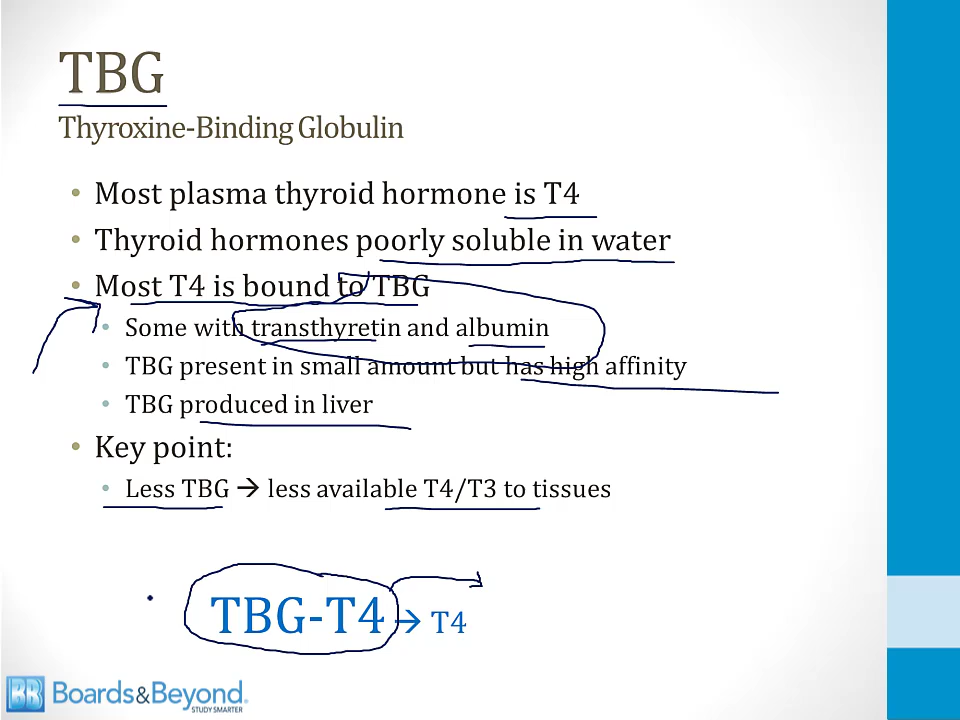 TBG
Thyroxine-Binding Globulin
• Most plasma thyroid hormone is T4
• Thyroid hormones poorly soluble in water
• Most T4 is bound to TBG
• Some with transthyretin and albumin
• TBG present in small amount but has high affinity
• TBG produced in liver
• Key point:
• Less TBG → less available T4/T3 to tissues
TBG-T4 → T4
BB Boards&Beyond.
STUDY SMARTER